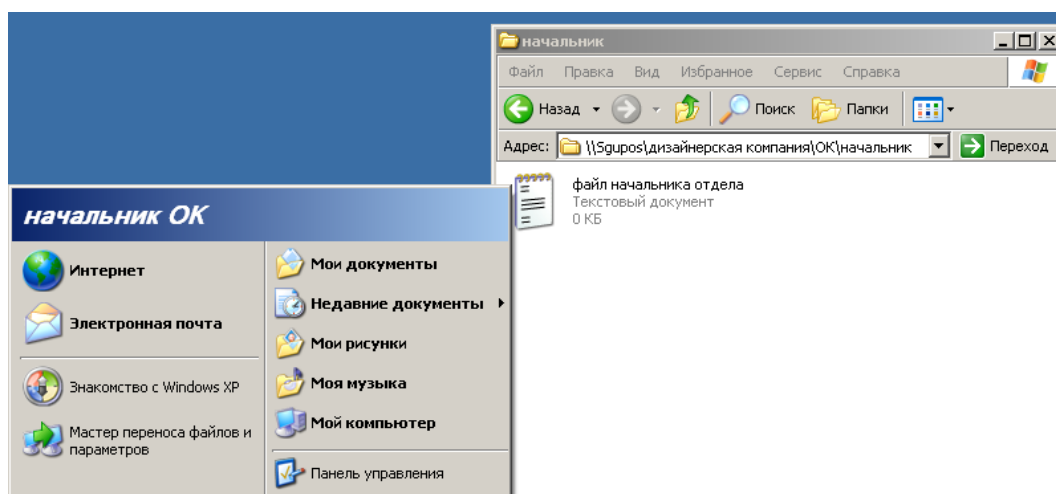 начальник
Файл Правка Вид Избранное Сервис Справка
Назад Поиск Папки
Адрес: \\Sgupos\дизайнерская компания\ОК\начальник Переход
файл начальника отдела
Текстовый документ
0 КБ
начальник ОК
Интернет
Электронная почта
Знакомство с Windows XP
Мастер переноса файлов и
параметров
Мои документы
Недавние документы
Мои рисунки
Моя музыка
Мой компьютер
Панель управления